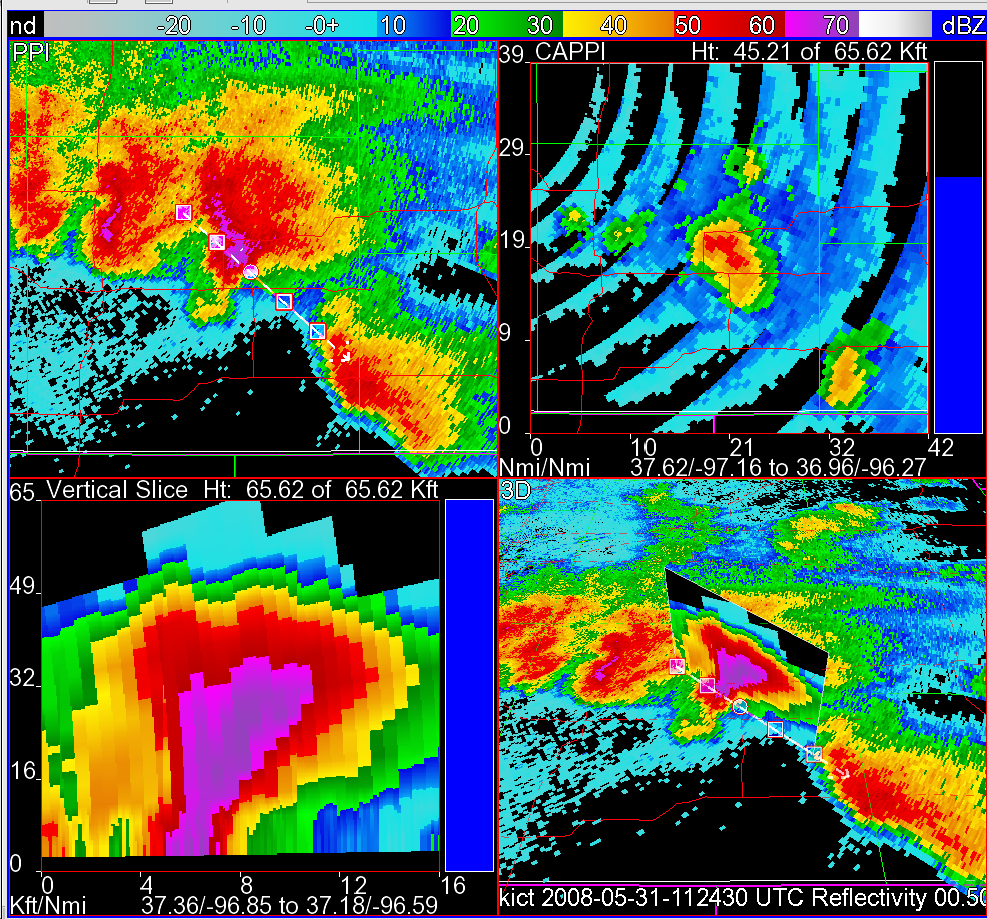 nd -20 -10 -0+ 10 20 30 40 50 60 70 dBZ
PPI
CAPPI Ht: 45.21 of 65.62 Kft
39
29
19
9
0
0 10 21 32 42
Nmi/Nmi 37.62/-97.16 to 36.96/-96.27
Vertical Slice Ht: 65.62 of 65.62 Kft
65
49
32
16
0
0 4 8 12 16
Kft/Nmi 37.36/-96.85 to 37.18/-96.59
3D
kict 2008-05-31-112430 UTC Reflectivity 00.50